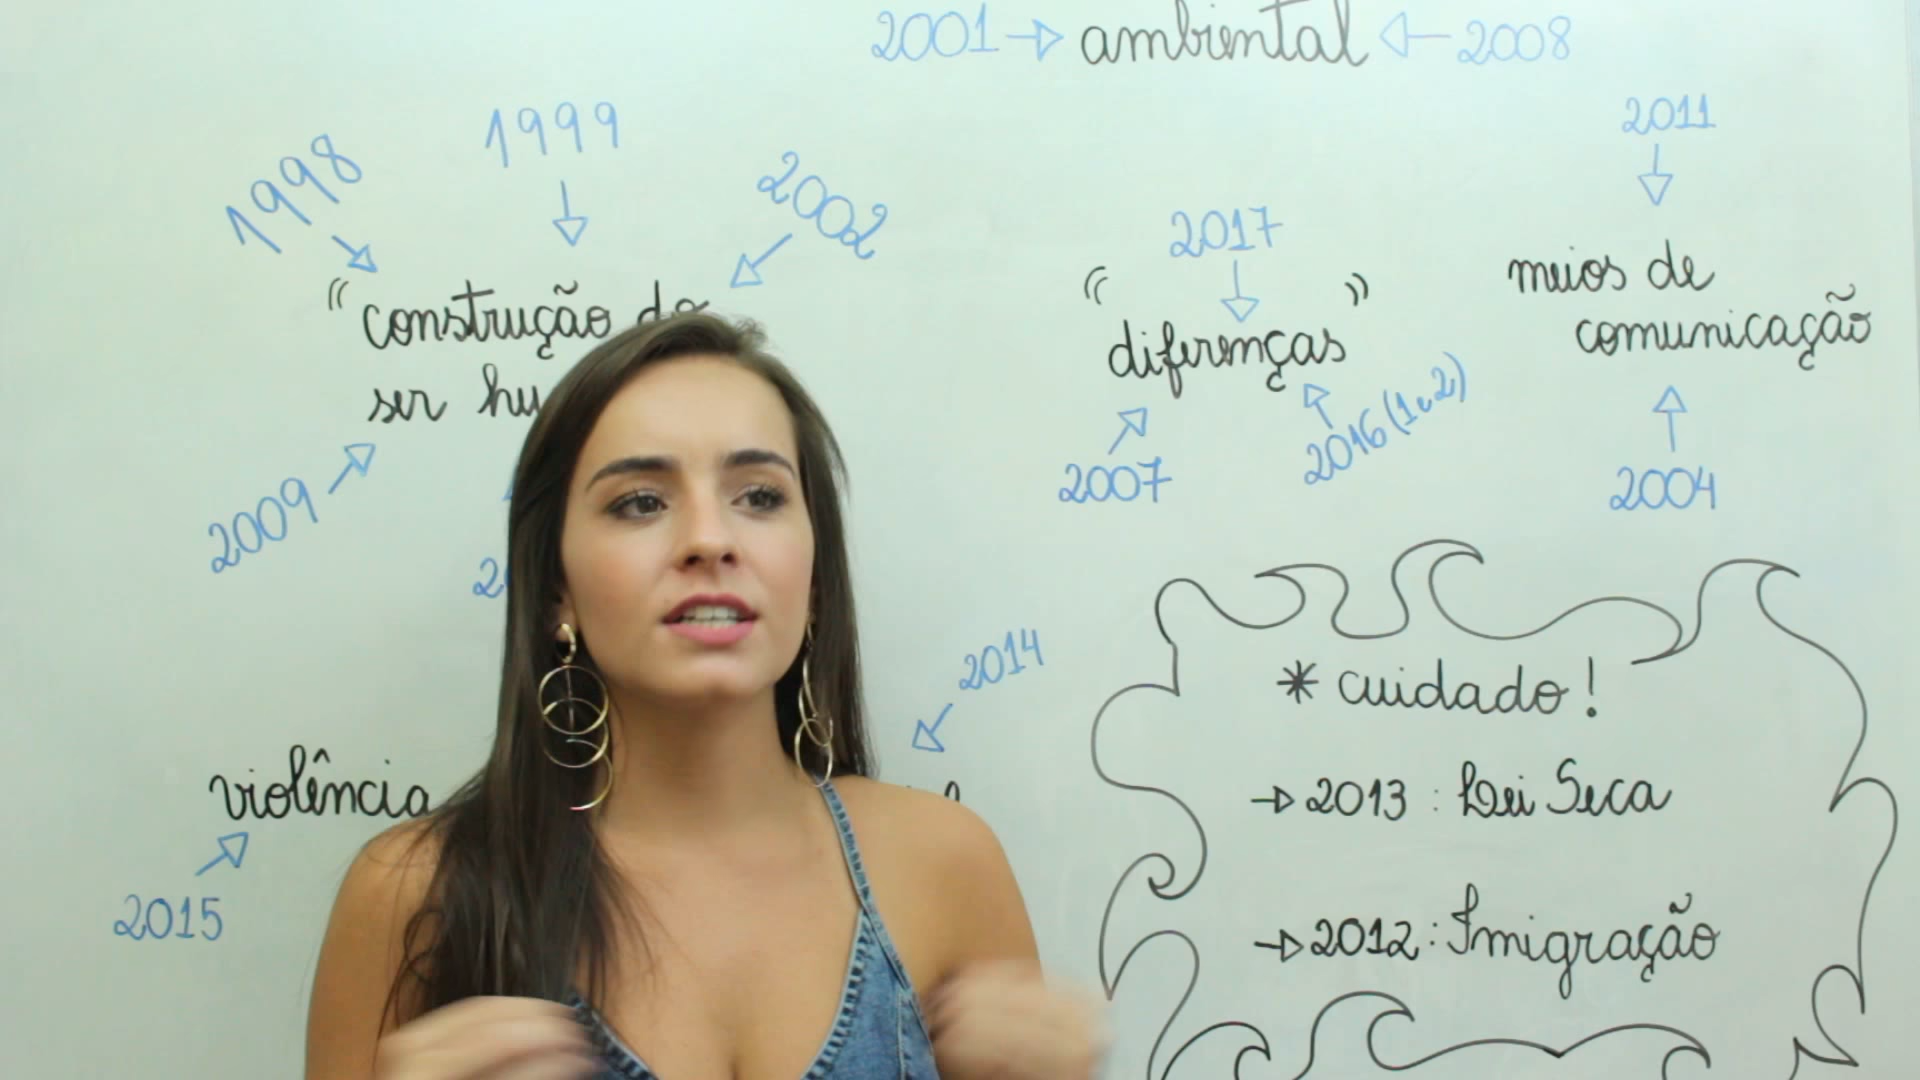 2001 → ambiental ← 2008
1998
1999
2002
"construção do
ser
2009
2017
"diferenças"
2007
2016 (1 e 2)
2011
meios de
comunicação
2004
violência
2015
2014
* cuidado!
→ 2013 : Lei Seca
→ 2012 : Imigração